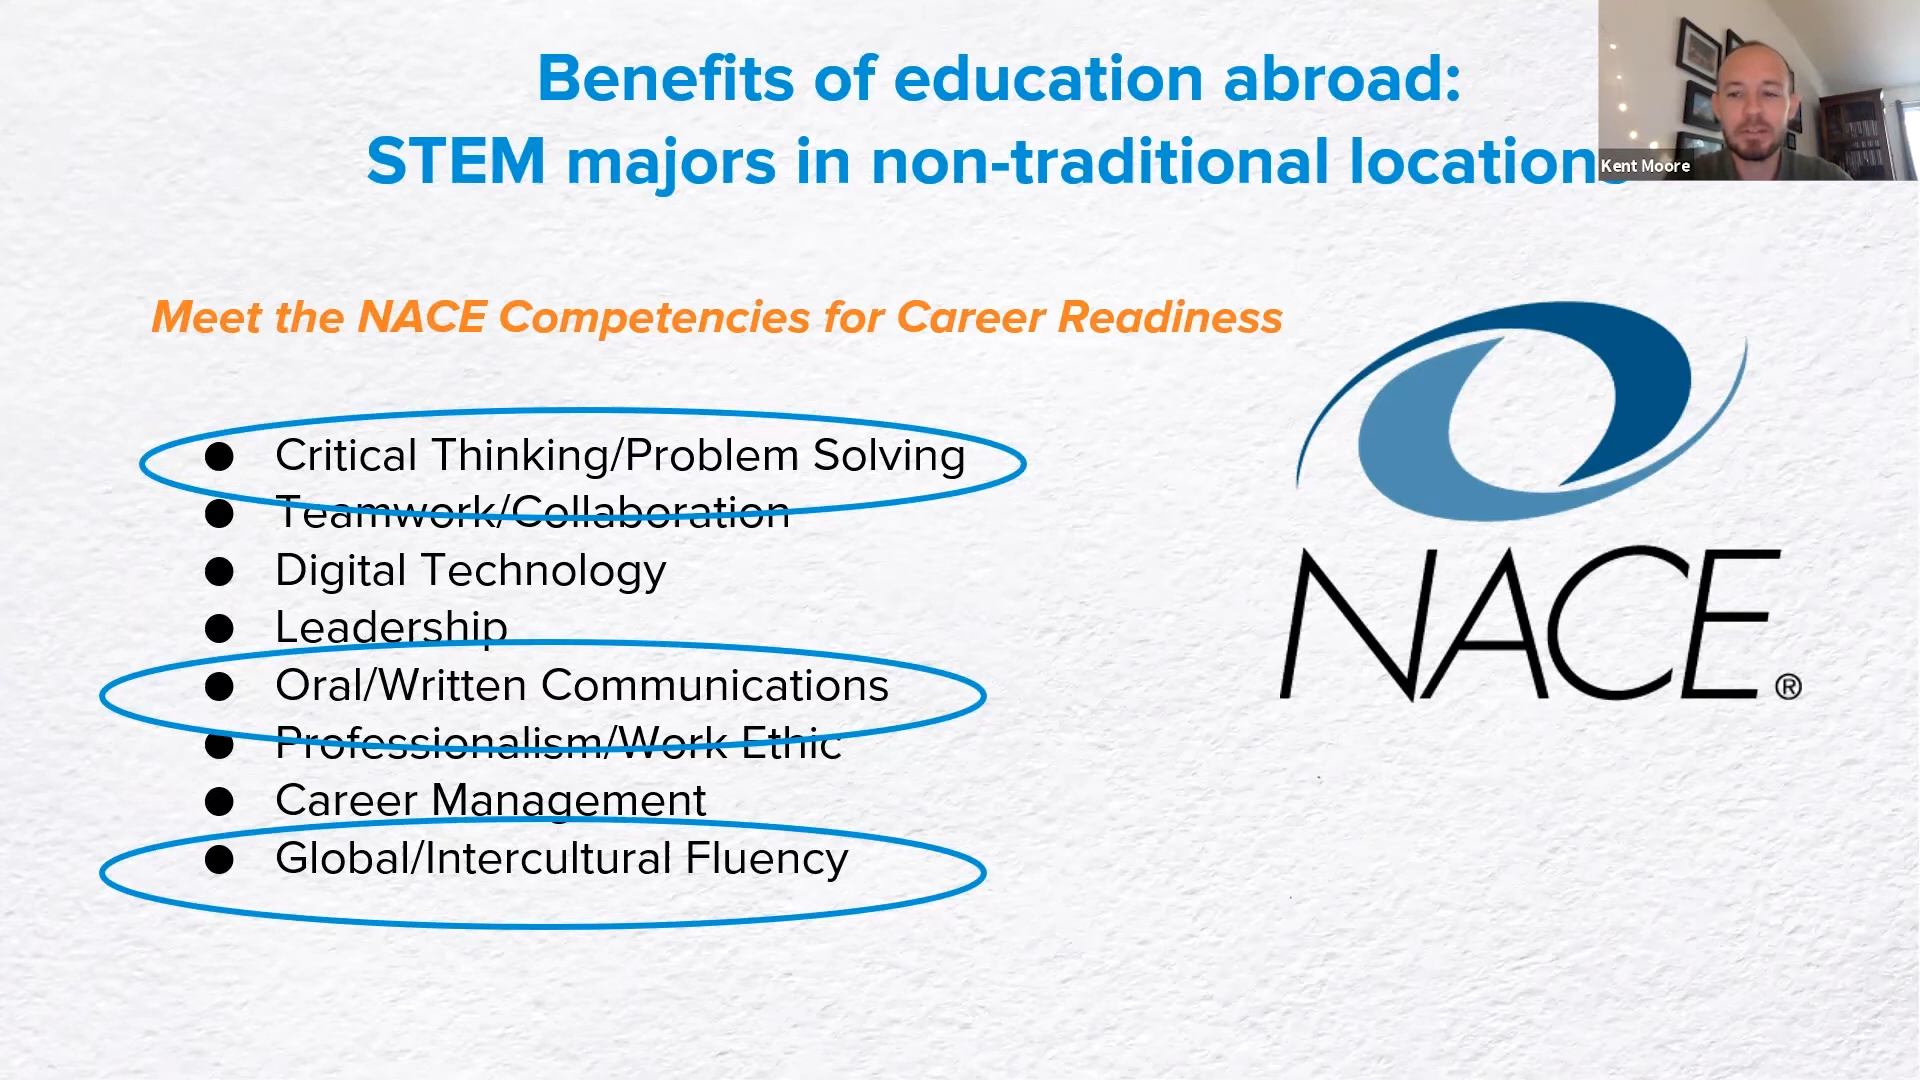 Benefits of education abroad:
STEM majors in non-traditional locations
Kent Moore
Meet the NACE Competencies for Career Readiness
● Critical Thinking/Problem Solving
● Teamwork/Collaboration
● Digital Technology
● Leadership
● Oral/Written Communications
● Professionalism/Work Ethic
● Career Management
● Global/Intercultural Fluency
NACE®